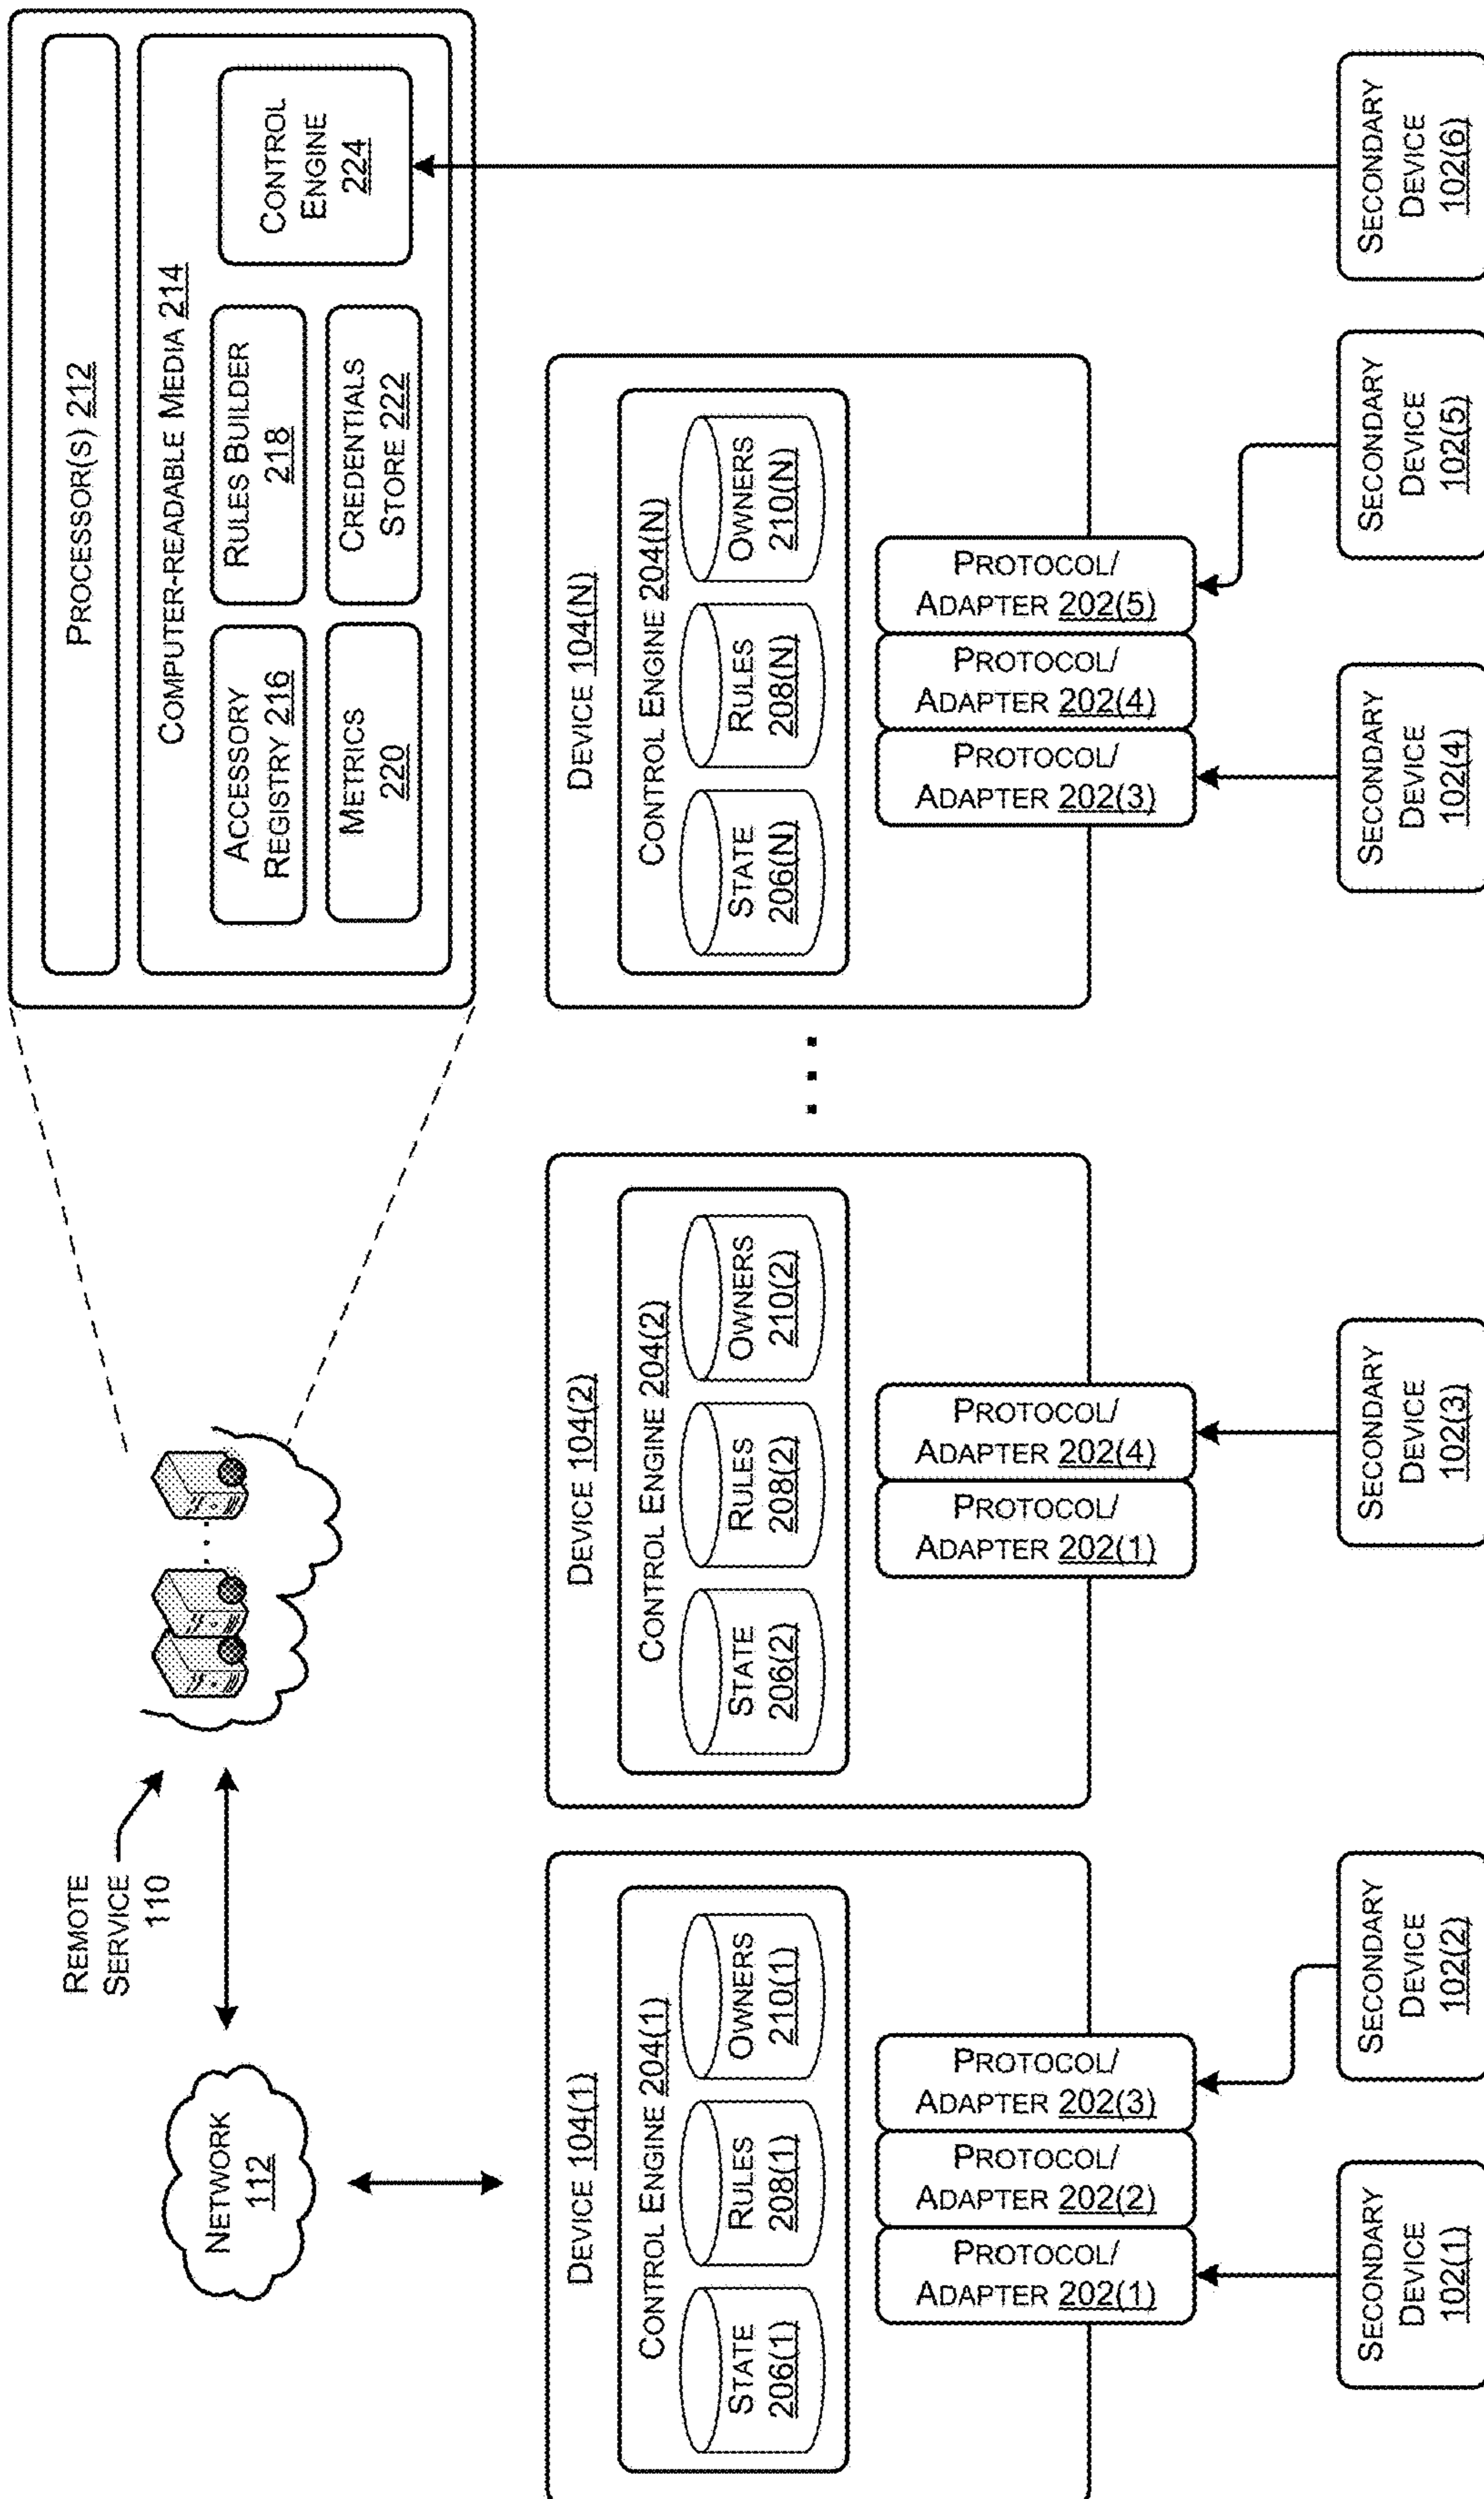 REMOTE
SERVICE
110
NETWORK
112
PROCESSOR(S) 212
COMPUTER-READABLE MEDIA 214
ACCESSORY
REGISTRY 216
RULES BUILDER
218
METRICS
220
CREDENTIALS
STORE 222
CONTROL
ENGINE
224
DEVICE 104(1)
CONTROL ENGINE 204(1)
STATE
206(1)
RULES
208(1)
OWNERS
210(1)
PROTOCOL/
ADAPTER 202(1)
PROTOCOL/
ADAPTER 202(2)
PROTOCOL/
ADAPTER 202(3)
DEVICE 104(2)
CONTROL ENGINE 204(2)
STATE
206(2)
RULES
208(2)
OWNERS
210(2)
PROTOCOL/
ADAPTER 202(1)
PROTOCOL/
ADAPTER 202(4)
...
DEVICE 104(N)
CONTROL ENGINE 204(N)
STATE
206(N)
RULES
208(N)
OWNERS
210(N)
PROTOCOL/
ADAPTER 202(3)
PROTOCOL/
ADAPTER 202(4)
PROTOCOL/
ADAPTER 202(5)
SECONDARY
DEVICE
102(1)
SECONDARY
DEVICE
102(2)
SECONDARY
DEVICE
102(3)
SECONDARY
DEVICE
102(4)
SECONDARY
DEVICE
102(5)
SECONDARY
DEVICE
102(6)